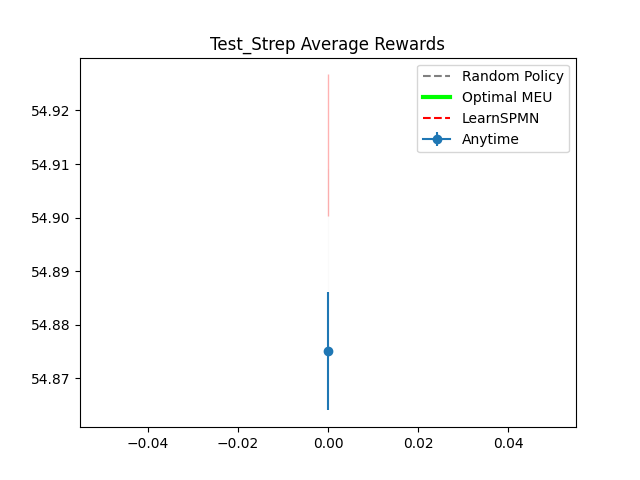 Test_Strep Average Rewards
Random Policy
Optimal MEU
LearnSPMN
Anytime
54.92
54.91
54.90
54.89
54.88
54.87
−0.04 −0.02 0.00 0.02 0.04